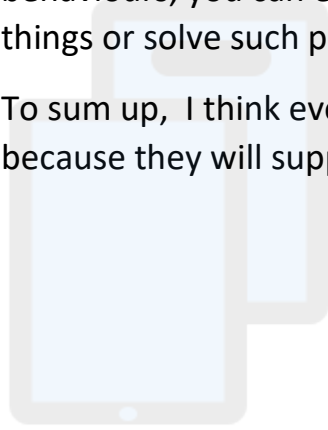 things or solve such p
To sum up, I think eve
because they will supp